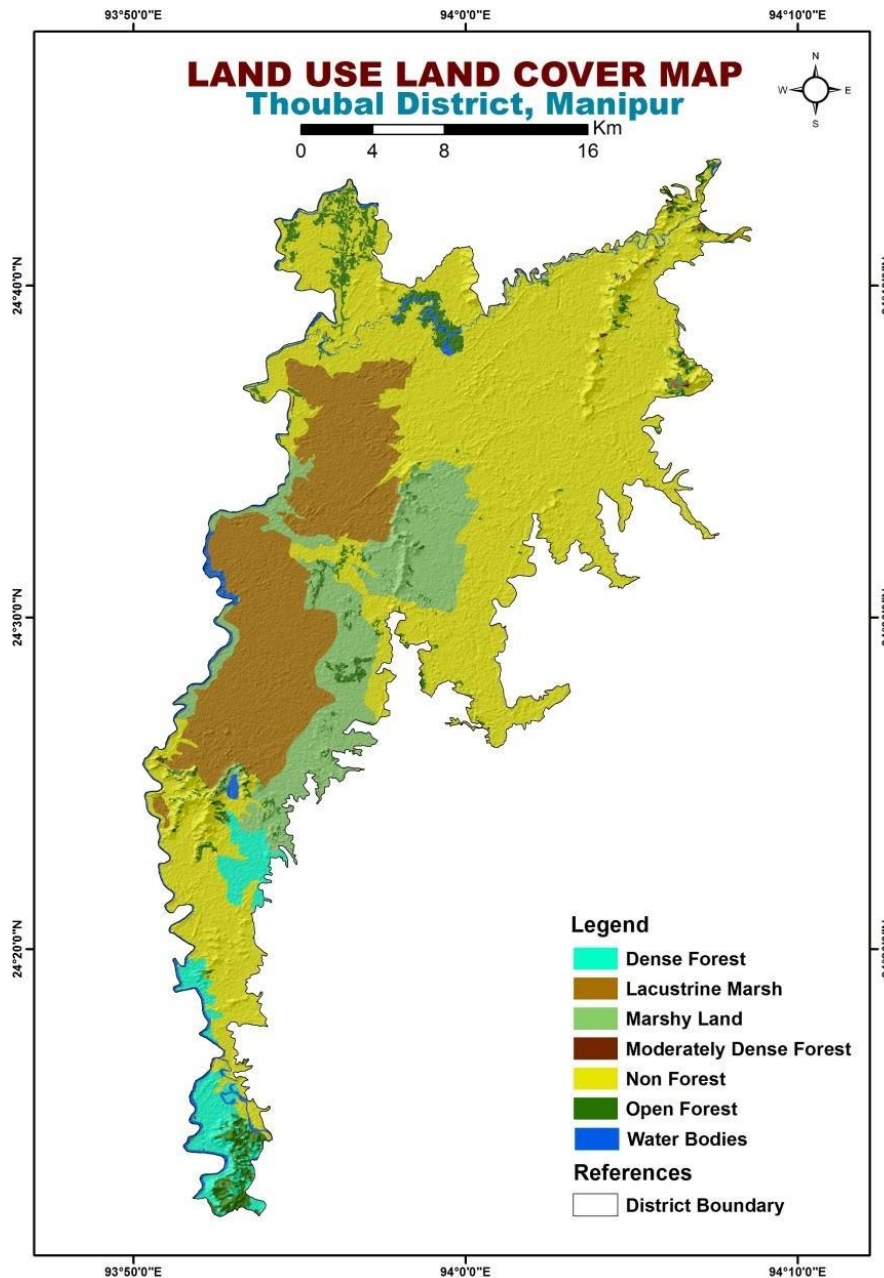 93°50'0"E 94°0'0"E 94°10'0"E
LAND USE LAND COVER MAP
Thoubal District, Manipur
N
W E
S
Km
0 4 8 16
24°40'0"N
24°30'0"N
24°20'0"N
Legend
Dense Forest
Lacustrine Marsh
Marshy Land
Moderately Dense Forest
Non Forest
Open Forest
Water Bodies
References
District Boundary
93°50'0"E 94°0'0"E 94°10'0"E